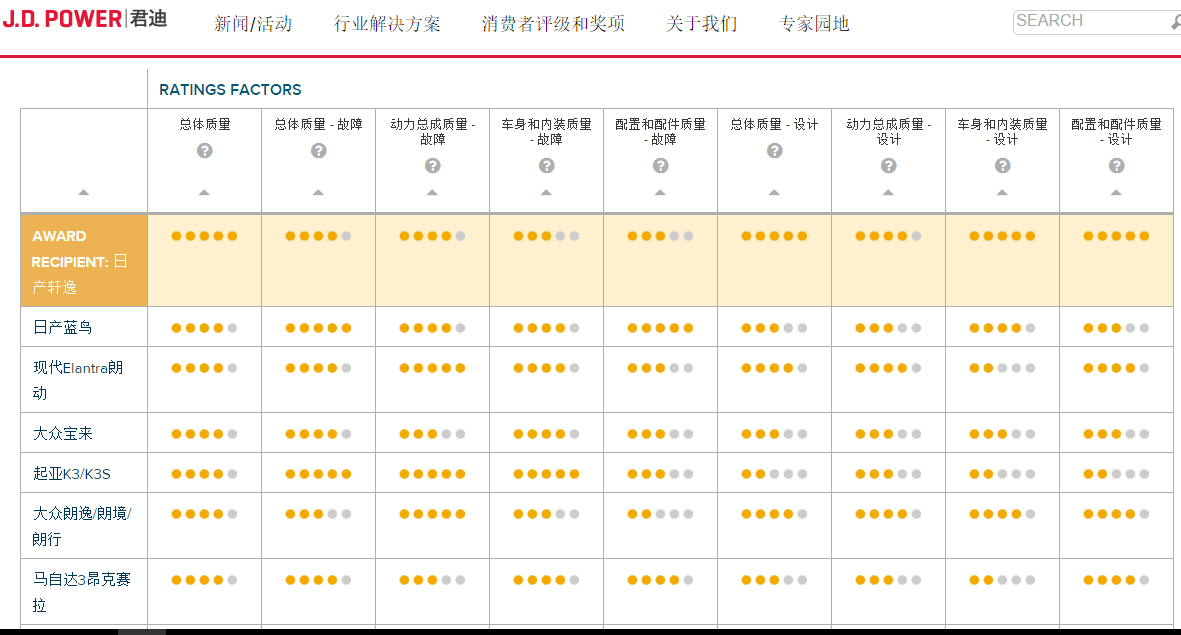 J.D. POWER 君迪
新闻/活动 行业解决方案 消费者评级和奖项 关于我们 专家园地 SEARCH
RATINGS FACTORS
总体质量 总体质量 - 故障 动力总成质量 - 故障 车身和内装质量 - 故障 配置和配件质量 - 故障 总体质量 - 设计 动力总成质量 - 设计 车身和内装质量 - 设计 配置和配件质量 - 设计
AWARD
RECIPIENT: 日
产轩逸
日产蓝鸟
现代Elantra朗
动
大众宝来
起亚K3/K3S
大众朗逸/朗境/
朗行
马自达3昂克赛
拉